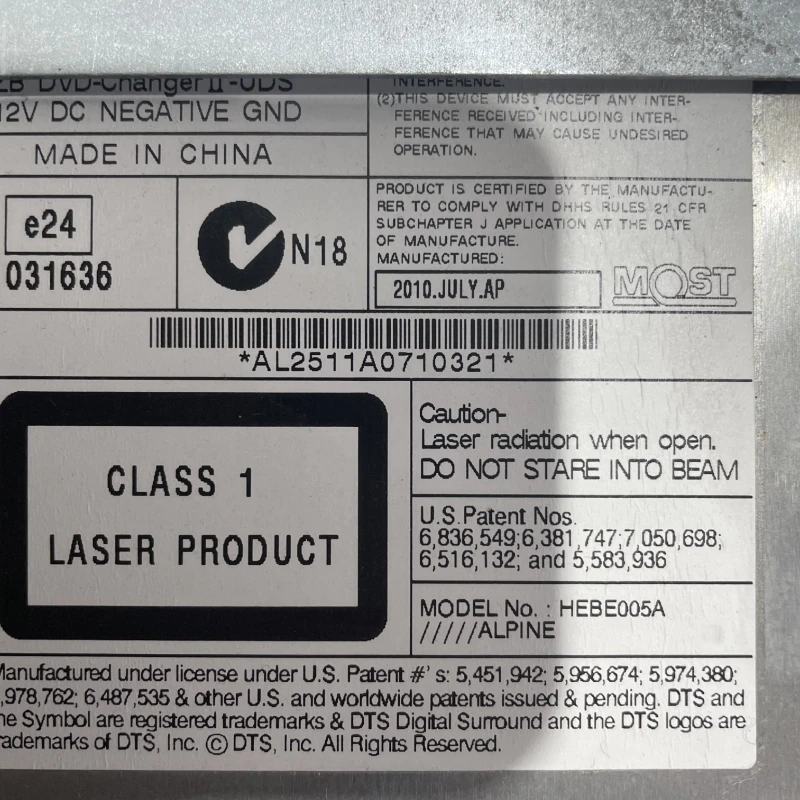 2B DVD-Changer II-UDS
12V DC NEGATIVE GND
MADE IN CHINA
INTERFERENCE.
(2)THIS DEVICE MUST ACCEPT ANY INTER-
FERENCE RECEIVED INCLUDING INTER-
FERENCE THAT MAY CAUSE UNDESIRED
OPERATION.
e24
031636
N18
PRODUCT IS CERTIFIED BY THE MANUFACTU-
RER TO COMPLY WITH DHHS RULES 21 CFR
SUBCHAPTER J APPLICATION AT THE DATE
OF MANUFACTURE.
MANUFACTURED:
2010.JULY.AP
MOST
*AL2511A0710321*
CLASS 1
LASER PRODUCT
Caution-
Laser radiation when open.
DO NOT STARE INTO BEAM
U.S.Patent Nos.
6,836,549;6,381,747;7,050,698;
6,516,132; and 5,583,936
MODEL No. : HEBE005A
/////ALPINE
Manufactured under license under U.S. Patent #' s: 5,451,942; 5,956,674; 5,974,380;
,978,762; 6,487,535 & other U.S. and worldwide patents issued & pending. DTS and
he Symbol are registered trademarks & DTS Digital Surround and the DTS logos are
rademarks of DTS, Inc. © DTS, Inc. All Rights Reserved.